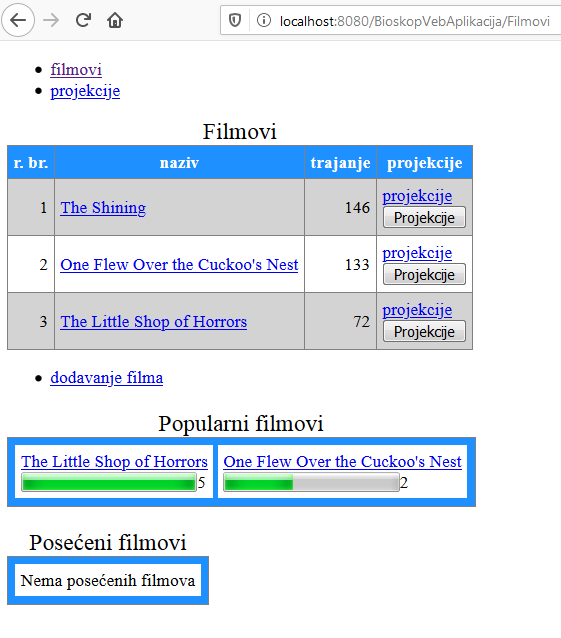 localhost:8080/BioskopVebAplikacija/Filmovi
filmovi
projekcije
Filmovi
r. br. naziv trajanje projekcije
1 The Shining 146 projekcije
Projekcije
2 One Flew Over the Cuckoo's Nest 133 projekcije
Projekcije
3 The Little Shop of Horrors 72 projekcije
Projekcije
dodavanje filma
Popularni filmovi
The Little Shop of Horrors One Flew Over the Cuckoo's Nest
5 2
Posećeni filmovi
Nema posećenih filmova